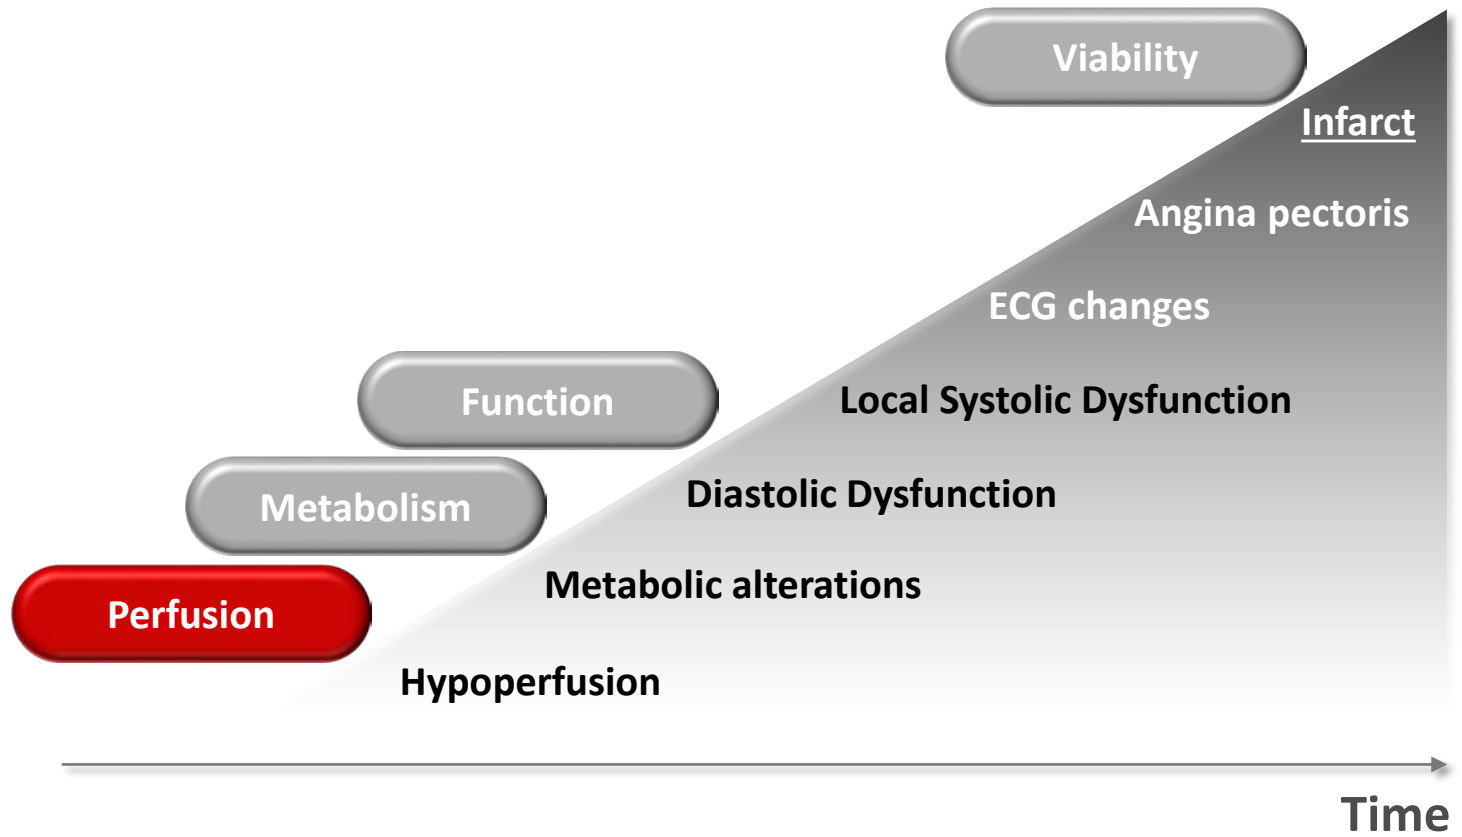 Viability
Infarct
Angina pectoris
ECG changes
Function
Local Systolic Dysfunction
Metabolism
Diastolic Dysfunction
Perfusion
Metabolic alterations
Hypoperfusion
Time